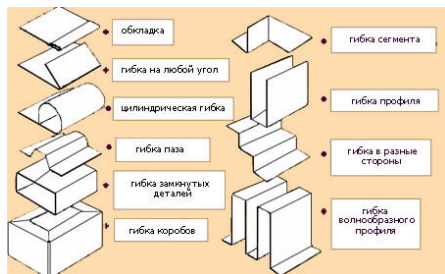 обкладка
гибка на любой угол
цилиндрическая гибка
гибка паза
гибка замкнутых
деталей
гибка коробов
гибка сегмента
гибка профиля
гибка в разные
стороны
гибка
волнообразного
профиля